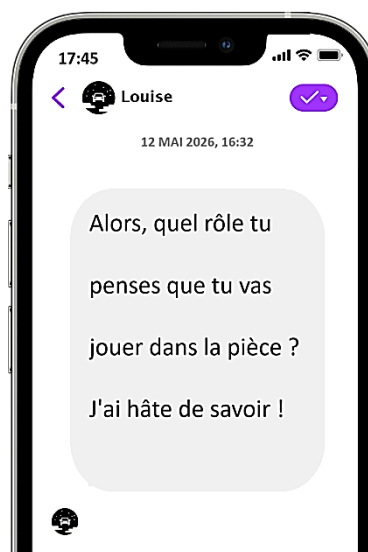 17:45
Louise
12 MAI 2026, 16:32
Alors, quel rôle tu
penses que tu vas
jouer dans la pièce ?
J'ai hâte de savoir !